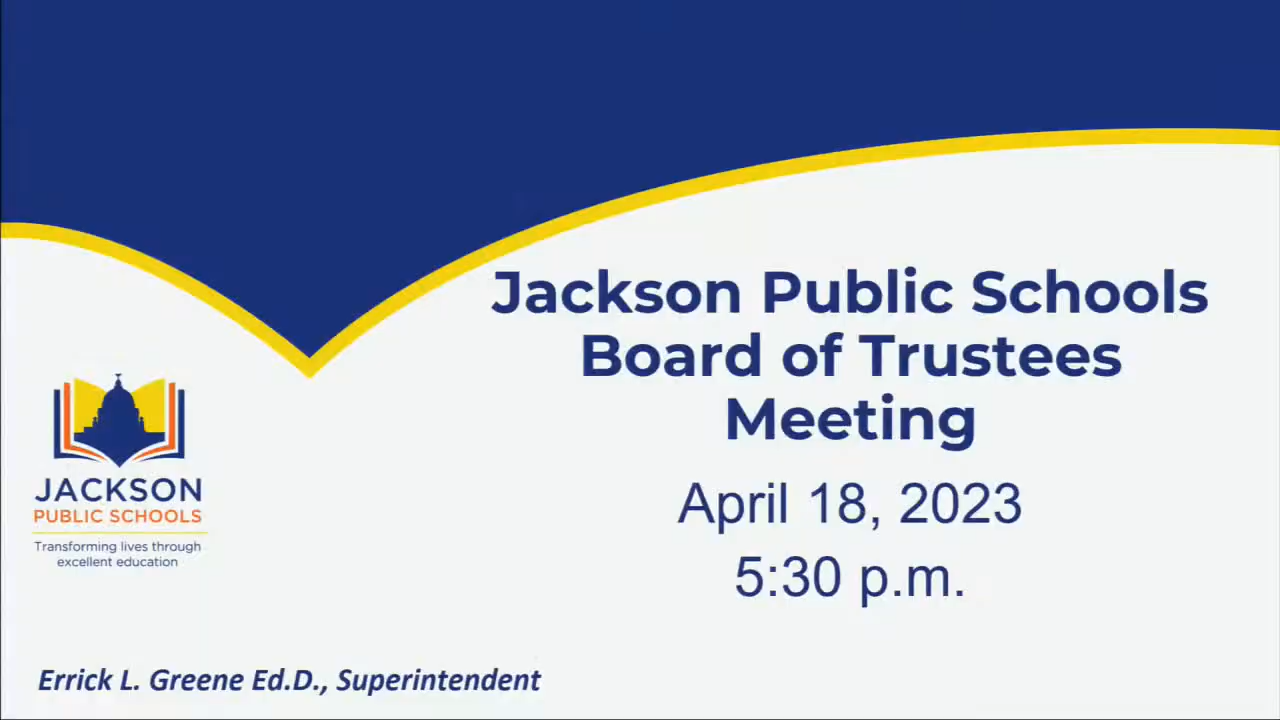 Jackson Public Schools
Board of Trustees
Meeting
April 18, 2023
5:30 p.m.
JACKSON
PUBLIC SCHOOLS
Transforming lives through
excellent education
Errick L. Greene Ed.D., Superintendent